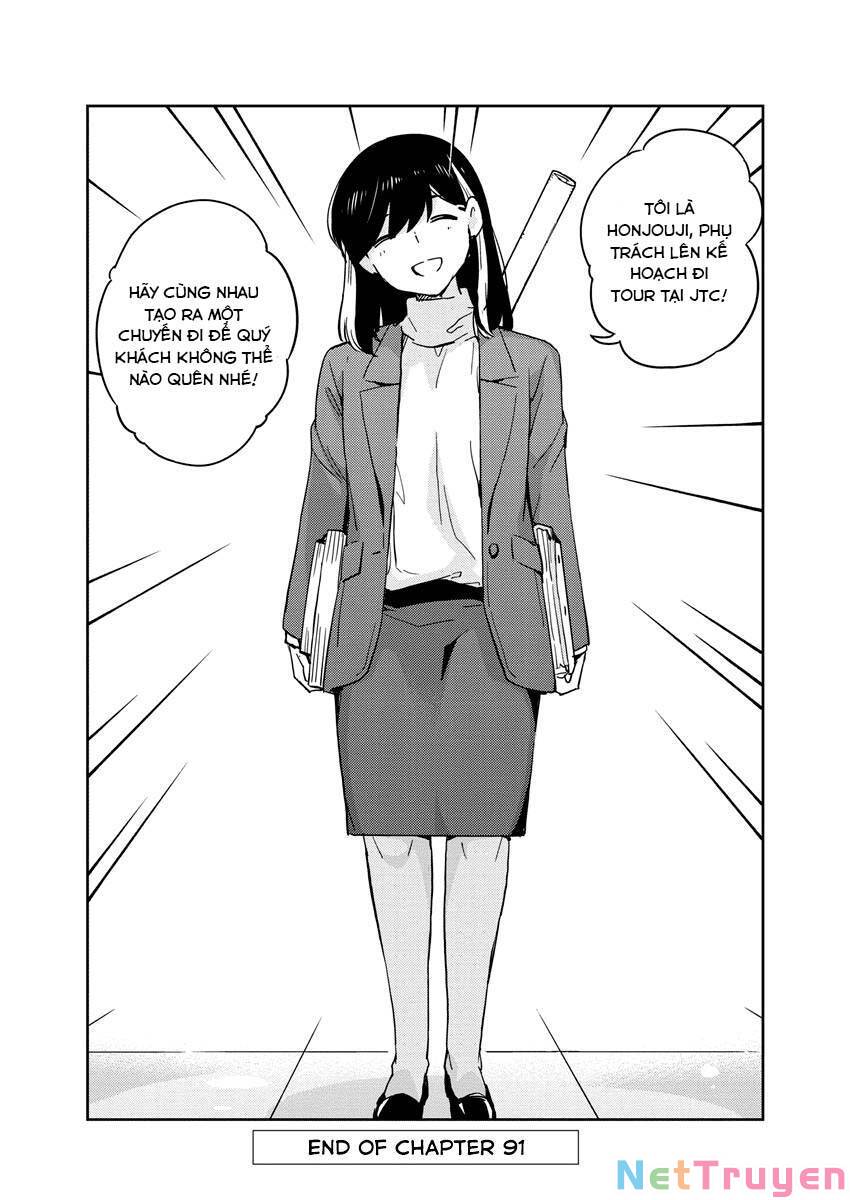 TÔI LÀ
HONJOUJI, PHỤ
TRÁCH LÊN KẾ
HOẠCH ĐI
TOUR TẠI JTC!
HÃY CÙNG NHAU
TẠO RA MỘT
CHUYẾN ĐI ĐỂ QUÝ
KHÁCH KHÔNG THỂ
NÀO QUÊN NHÉ!
END OF CHAPTER 91
NetTruyen